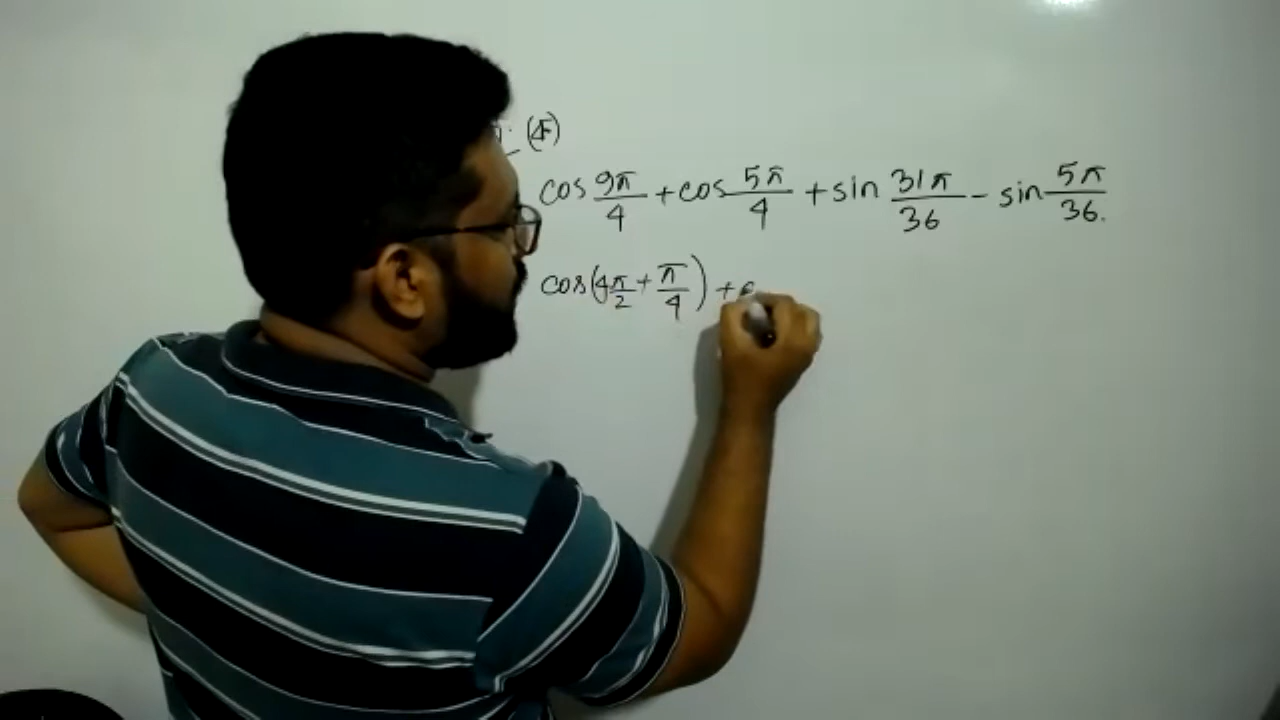 (4)
cos 9π/4 + cos 5π/4 + sin 31π/36 - sin 5π/36.
cos(4π/2 + π/4) +